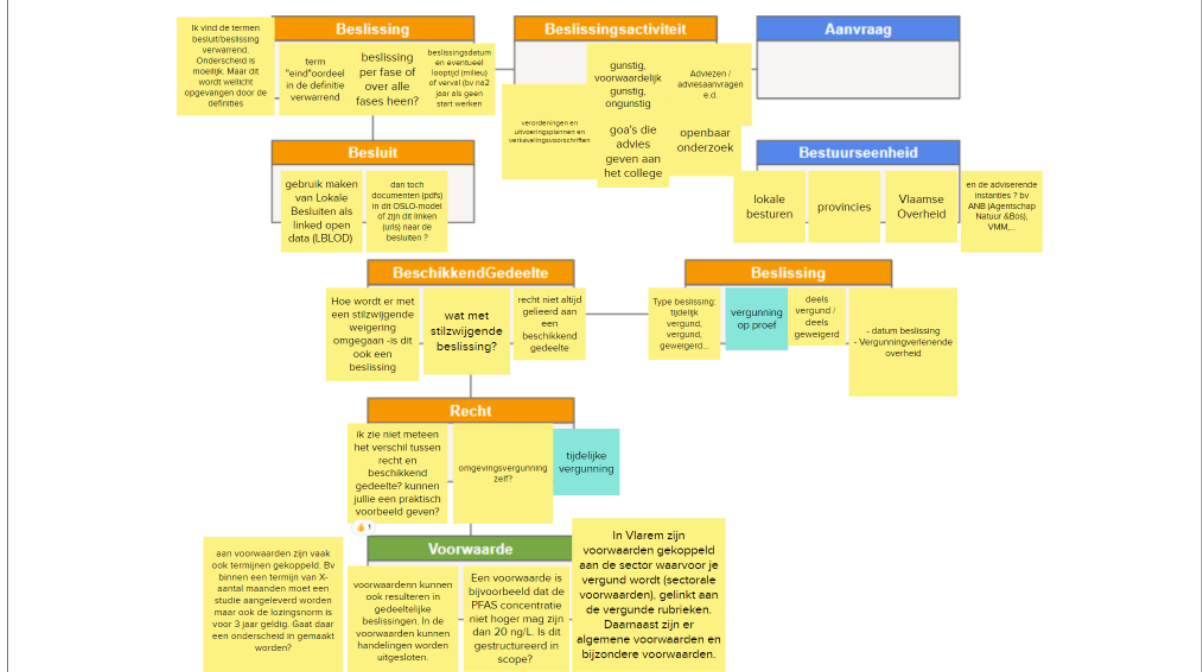 Beslissing
Ik vind de termen
besluit/beslissing
verwarrend.
Onderscheid is
moeilijk. Maar dit
wordt wellicht
opgevangen door de
definities
term
"eind"oordeel
in de definitie
verwarrend
beslissing
per fase of
over alle
fases heen?
beslissingsdatum
en eventueel
looptijd (milieu)
of verval (bv na2
jaar als geen
start werken
Beslissingsactiviteit
gunstig,
voorwaardelijk
gunstig,
ongunstig
Adviezen /
adviesaanvragen
e.d.
verordeningen en
uitvoeringsplannen en
verkavelingsvoorschriften
goa's die
advies
geven aan
het college
openbaar
onderzoek
Aanvraag
Besluit
gebruik maken
van Lokale
Besluiten als
linked open
data (LBLOD)
dan toch
documenten (pdfs)
in dit OSLO-model
of zijn dit linken
(urls) naar de
besluiten ?
Bestuurseenheid
lokale
besturen
provincies
Vlaamse
Overheid
en de adviserende
instanties ? bv
ANB (Agentschap
Natuur &Bos),
VMM,...
BeschikkendGedeelte
Hoe wordt er met
een stilzwijgende
weigering
omgegaan -is dit
ook een
beslissing
wat met
stilzwijgende
beslissing?
recht niet altijd
gelieerd aan
een
beschikkend
gedeelte
Beslissing
Type beslissing:
tijdelijk
vergund,
vergund,
geweigerd...
vergunning
op proef
deels
vergund /
deels
geweigerd
- datum beslissing
- Vergunningverlenende
overheid
Recht
ik zie niet meteen
het verschil tussen
recht en
beschikkend
gedeelte? kunnen
jullie een praktisch
voorbeeld geven?
👍 1
omgevingsvergunning
zelf?
tijdelijke
vergunning
Voorwaarde
aan voorwaarden zijn vaak
ook termijnen gekoppeld. Bv
binnen een termijn van X-
aantal maanden moet een
studie aangeleverd worden
maar ook de lozingsnorm is
voor 3 jaar geldig. Gaat daar
een onderscheid in gemaakt
worden?
voorwaardenn kunnen
ook resulteren in
gedeeltelijke
beslissingen. In de
voorwaarden kunnen
handelingen worden
uitgesloten.
Een voorwaarde is
bijvoorbeeld dat de
PFAS concentratie
niet hoger mag zijn
dan 20 ng/L. Is dit
gestructureerd in
scope?
In Vlarem zijn
voorwaarden gekoppeld
aan de sector waarvoor je
vergund wordt (sectorale
voorwaarden), gelinkt aan
de vergunde rubrieken.
Daarnaast zijn er
algemene voorwaarden en
bijzondere voorwaarden.